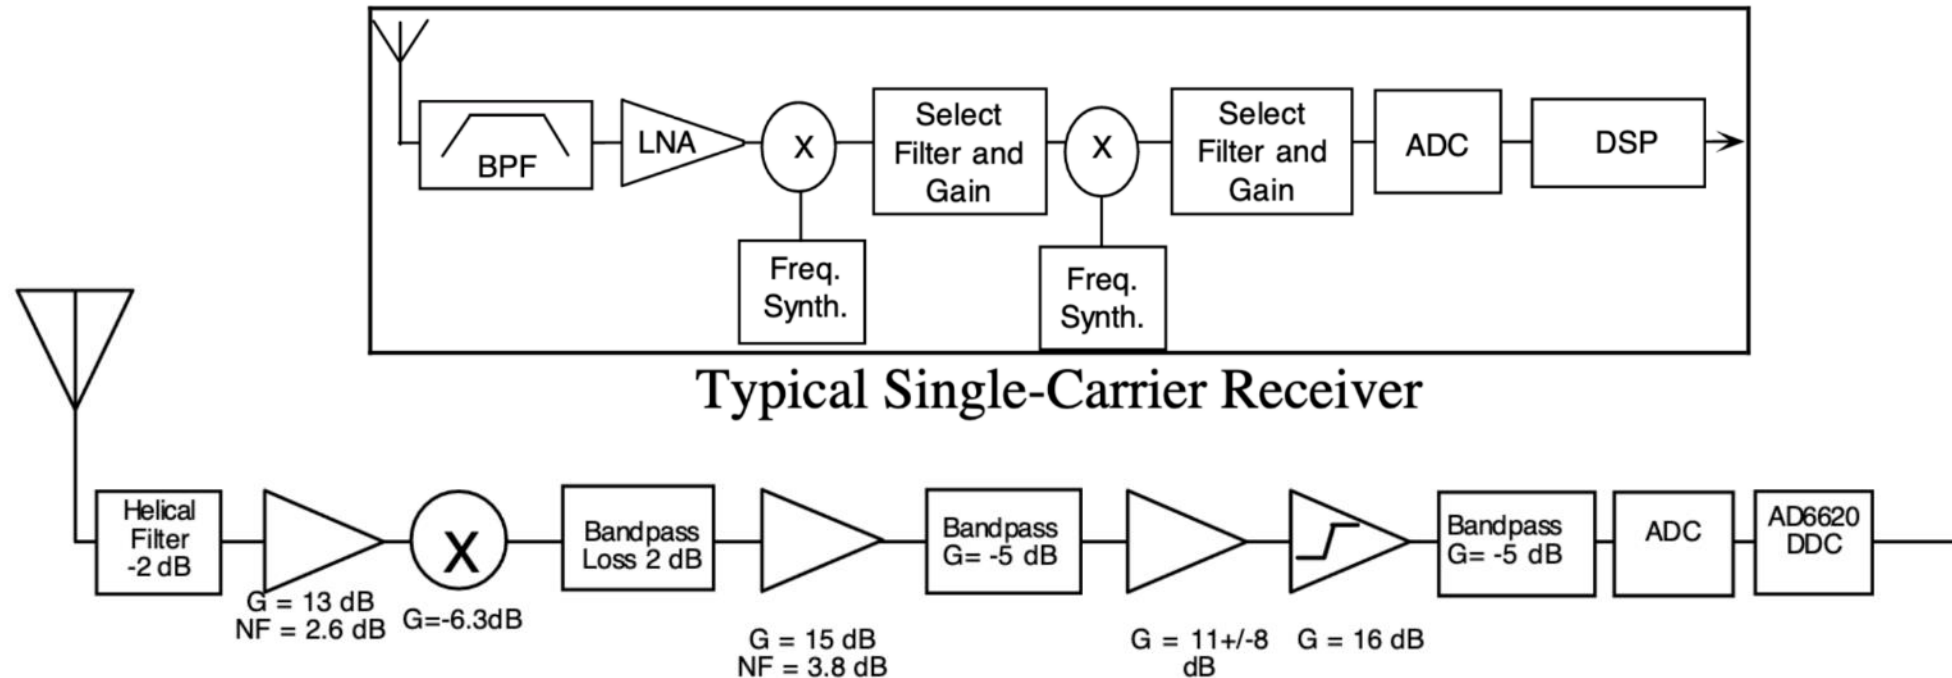 BPF
LNA
X
Select
Filter and
Gain
X
Select
Filter and
Gain
ADC
DSP
Freq.
Synth.
Freq.
Synth.
Typical Single-Carrier Receiver
Helical
Filter
-2 dB
G = 13 dB
NF = 2.6 dB
X
G=-6.3dB
Bandpass
Loss 2 dB
G = 15 dB
NF = 3.8 dB
Bandpass
G= -5 dB
G = 11+/-8
dB
G = 16 dB
Bandpass
G= -5 dB
ADC
AD6620
DDC